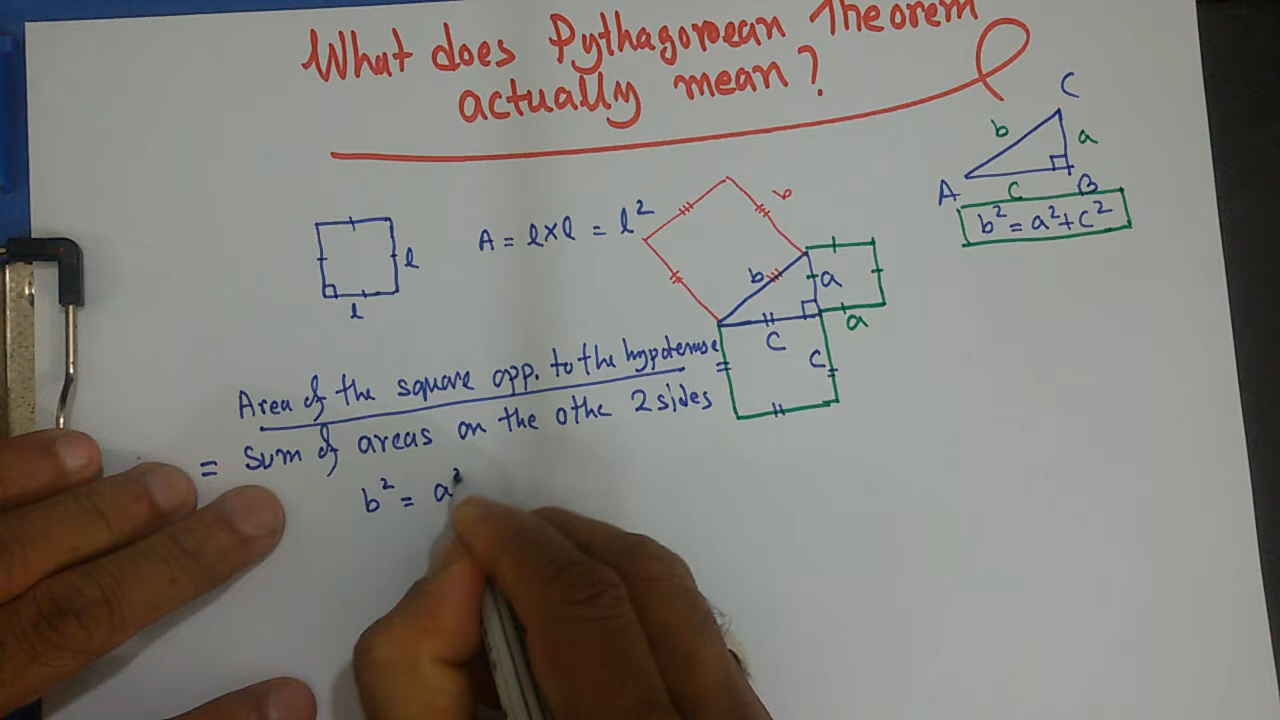 What does Pythagorean Theorem
actually mean?
C
b
a
A
C
B
b² = a² + c²
A = l × l = l²
l
l
b
b
a
a
C
C
Area of the square opp. to the hypotenuse
= Sum of areas on the othe 2 sides
b² = a²